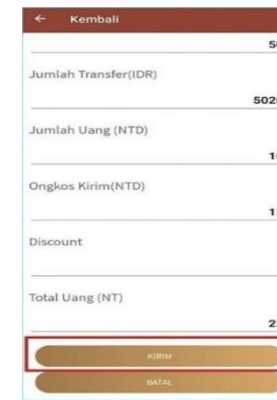 ← Kembali
Jumlah Transfer(IDR)
Jumlah Uang (NTD)
Ongkos Kirim(NTD)
Discount
Total Uang (NT)
KIRIM
BATAL